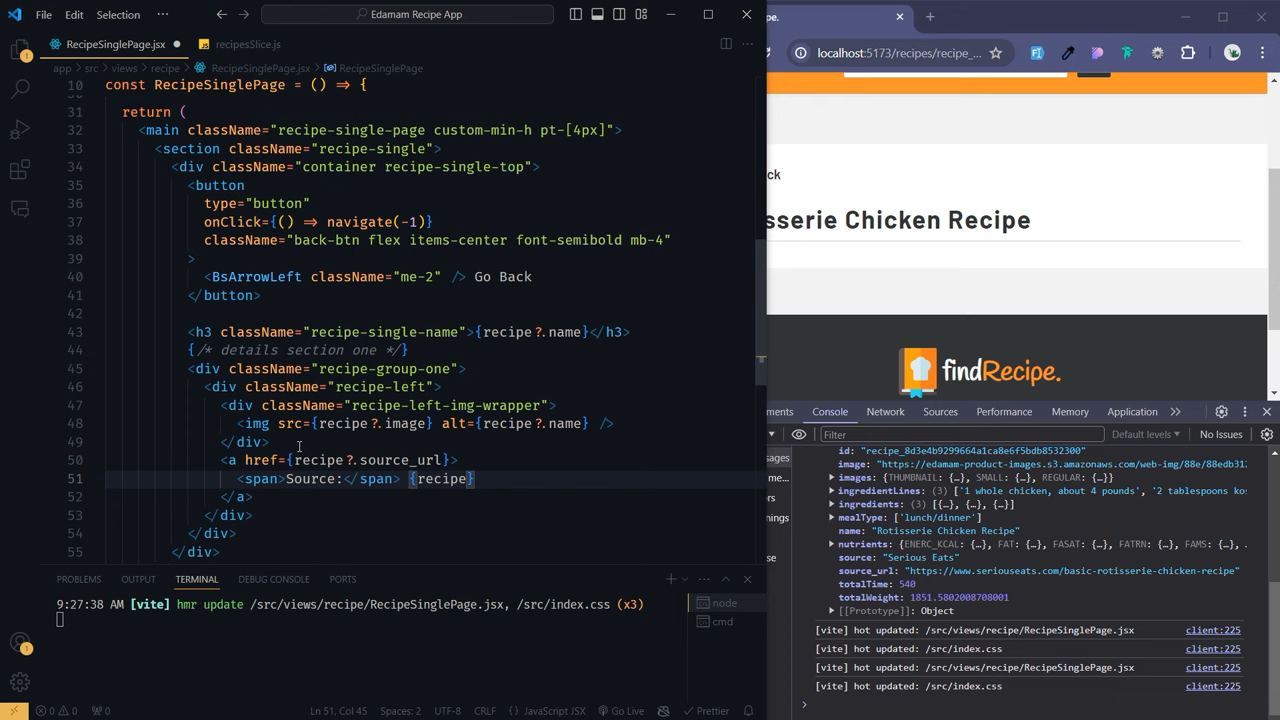 File Edit Selection Edamam Recipe App
RecipeSinglePage.jsx recipesSlice.js
app > src > views > recipe > RecipeSinglePage.jsx > RecipeSinglePage
10 const RecipeSinglePage = () => {
31 return (
32 <main className="recipe-single-page custom-min-h pt-[4px]">
33 <section className="recipe-single">
34 <div className="container recipe-single-top">
35 <button
36 type="button"
37 onClick={() => navigate(-1)}
38 className="back-btn flex items-center font-semibold mb-4"
39 >
40 <BsArrowLeft className="me-2" /> Go Back
41 </button>
42
43 <h3 className="recipe-single-name">{recipe?.name}</h3>
44 {/* details section one */}
45 <div className="recipe-group-one">
46 <div className="recipe-left">
47 <div className="recipe-left-img-wrapper">
48 <img src={recipe?.image} alt={recipe?.name} />
49 </div>
50 <a href={recipe?.source_url}>
51 <span>Source:</span> {recipe}
52 </a>
53 </div>
54 </div>
55 </div>
PROBLEMS OUTPUT TERMINAL DEBUG CONSOLE PORTS
9:27:38 AM [vite] hmr update /src/views/recipe/RecipeSinglePage.jsx, /src/index.css (x3)
node
cmd
0 0 0 Ln 51, Col 45 Spaces: 2 UTF-8 CRLF JavaScript JSX Go Live Prettier
pe.
localhost:5173/recipes/recipe_...
ck
sserie Chicken Recipe
findRecipe.
ments Console Network Sources Performance Memory Application
Filter Default levels No Issues
sages id: "recipe_8d3e4b9299664a1ca8e6f5bdb8532300"
image: "https://edamam-product-images.s3.amazonaws.com/web-img/88e/88edb31
images: {THUMBNAIL: {…}, SMALL: {…}, REGULAR: {…}}
ingredientLines: (3) ['1 whole chicken, about 4 pounds', '2 tablespoons kos
ingredients: (3) [{…}, {…}, {…}]
nings mealType: ['lunch/dinner']
name: "Rotisserie Chicken Recipe"
nutrients: {ENERC_KCAL: {…}, FAT: {…}, FASAT: {…}, FATRN: {…}, FAMS: {…},
se source: "Serious Eats"
source_url: "https://www.seriouseats.com/basic-rotisserie-chicken-recipe"
totalTime: 540
totalWeight: 1851.5802008708001
[[Prototype]]: Object
[vite] hot updated: /src/views/recipe/RecipeSinglePage.jsx client:225
[vite] hot updated: /src/index.css client:225
[vite] hot updated: /src/views/recipe/RecipeSinglePage.jsx client:225
[vite] hot updated: /src/index.css client:225